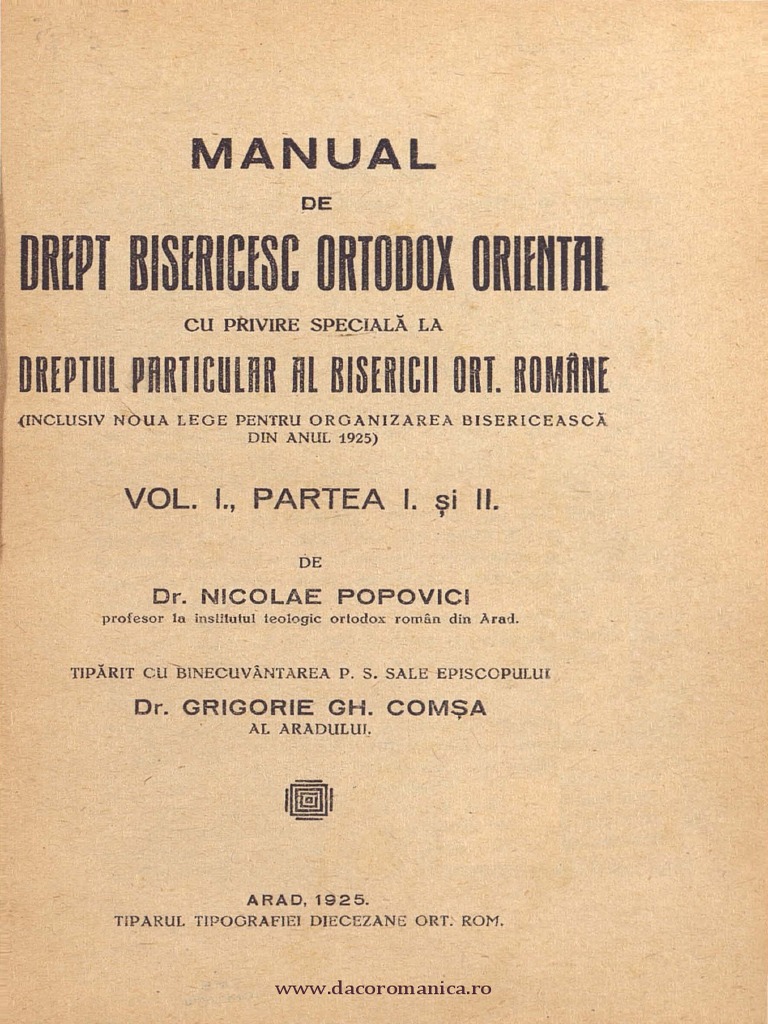 MANUAL
DE
DREPT BISERICESC ORTODOX ORIENTAL
CU PRIVIRE SPECIALĂ LA
DREPTUL PARTICULAR AL BISERICII ORT. ROMÂNE
(INCLUSIV NOUA LEGE PENTRU ORGANIZAREA BISERICEASCĂ
DIN ANUL 1925)
VOL. I., PARTEA I. și II.
DE
Dr. NICOLAE POPOVICI
profesor la institutul teologic ortodox român din Arad.
TIPĂRIT CU BINECUVÂNTAREA P. S. SALE EPISCOPULUI
Dr. GRIGORIE GH. COMȘA
AL ARADULUI.
ARAD, 1925.
TIPARUL TIPOGRAFIEI DIECEZANE ORT. ROM.
www.dacoromanica.ro